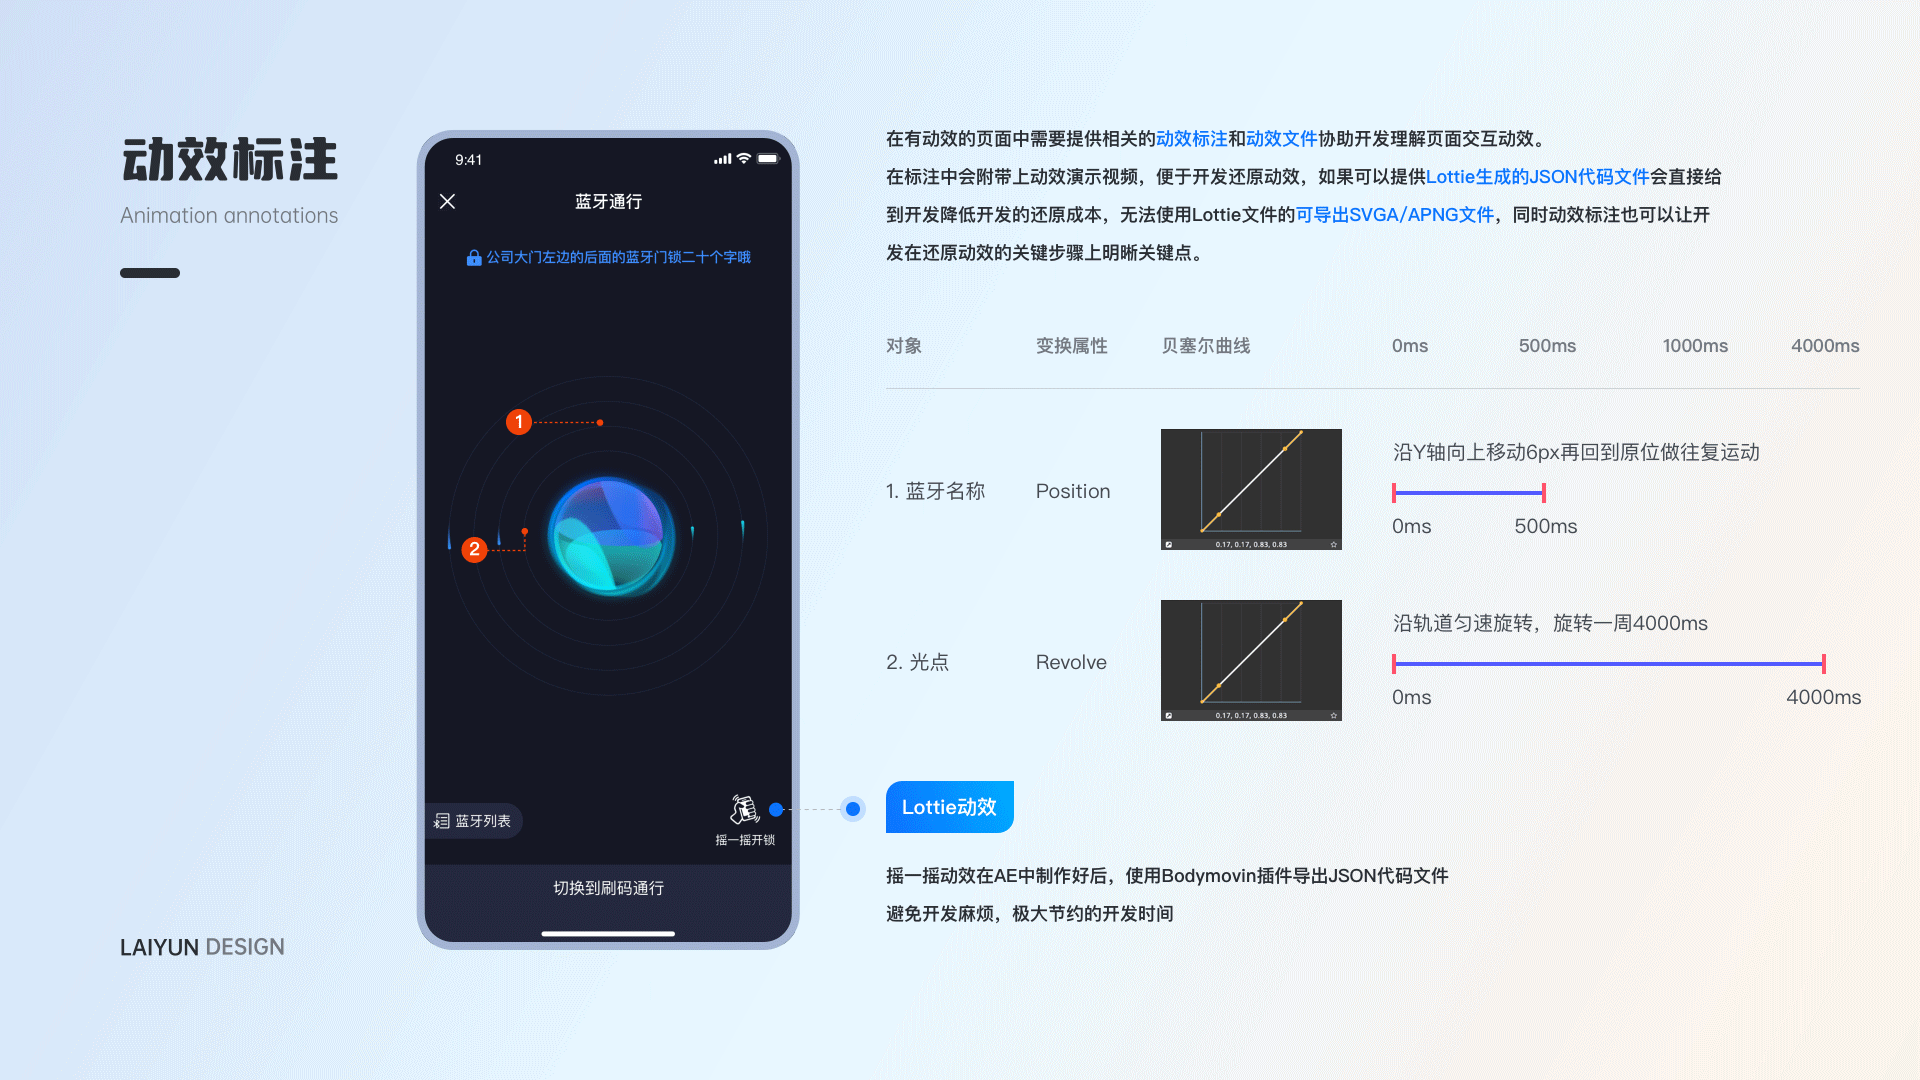 动效标注
Animation annotations
LAIYUN DESIGN
9:41
蓝牙通行
公司大门左边的后面的蓝牙门锁二十个字哦
1
2
蓝牙列表
摇一摇开锁
切换到刷码通行
在有动效的页面中需要提供相关的动效标注和动效文件协助开发理解页面交互动效。
在标注中会附带上动效演示视频，便于开发还原动效，如果可以提供Lottie生成的JSON代码文件会直接给
到开发降低开发的还原成本，无法使用Lottie文件的可导出SVGA/APNG文件，同时动效标注也可以让开
发在还原动效的关键步骤上明晰关键点。
对象 变换属性 贝塞尔曲线 0ms 500ms 1000ms 4000ms
1. 蓝牙名称 Position
0.17, 0.17, 0.83, 0.83
沿Y轴向上移动6px再回到原位做往复运动
0ms 500ms
2. 光点 Revolve
0.17, 0.17, 0.83, 0.83
沿轨道匀速旋转，旋转一周4000ms
0ms 4000ms
Lottie动效
摇一摇动效在AE中制作好后，使用Bodymovin插件导出JSON代码文件
避免开发麻烦，极大节约的开发时间